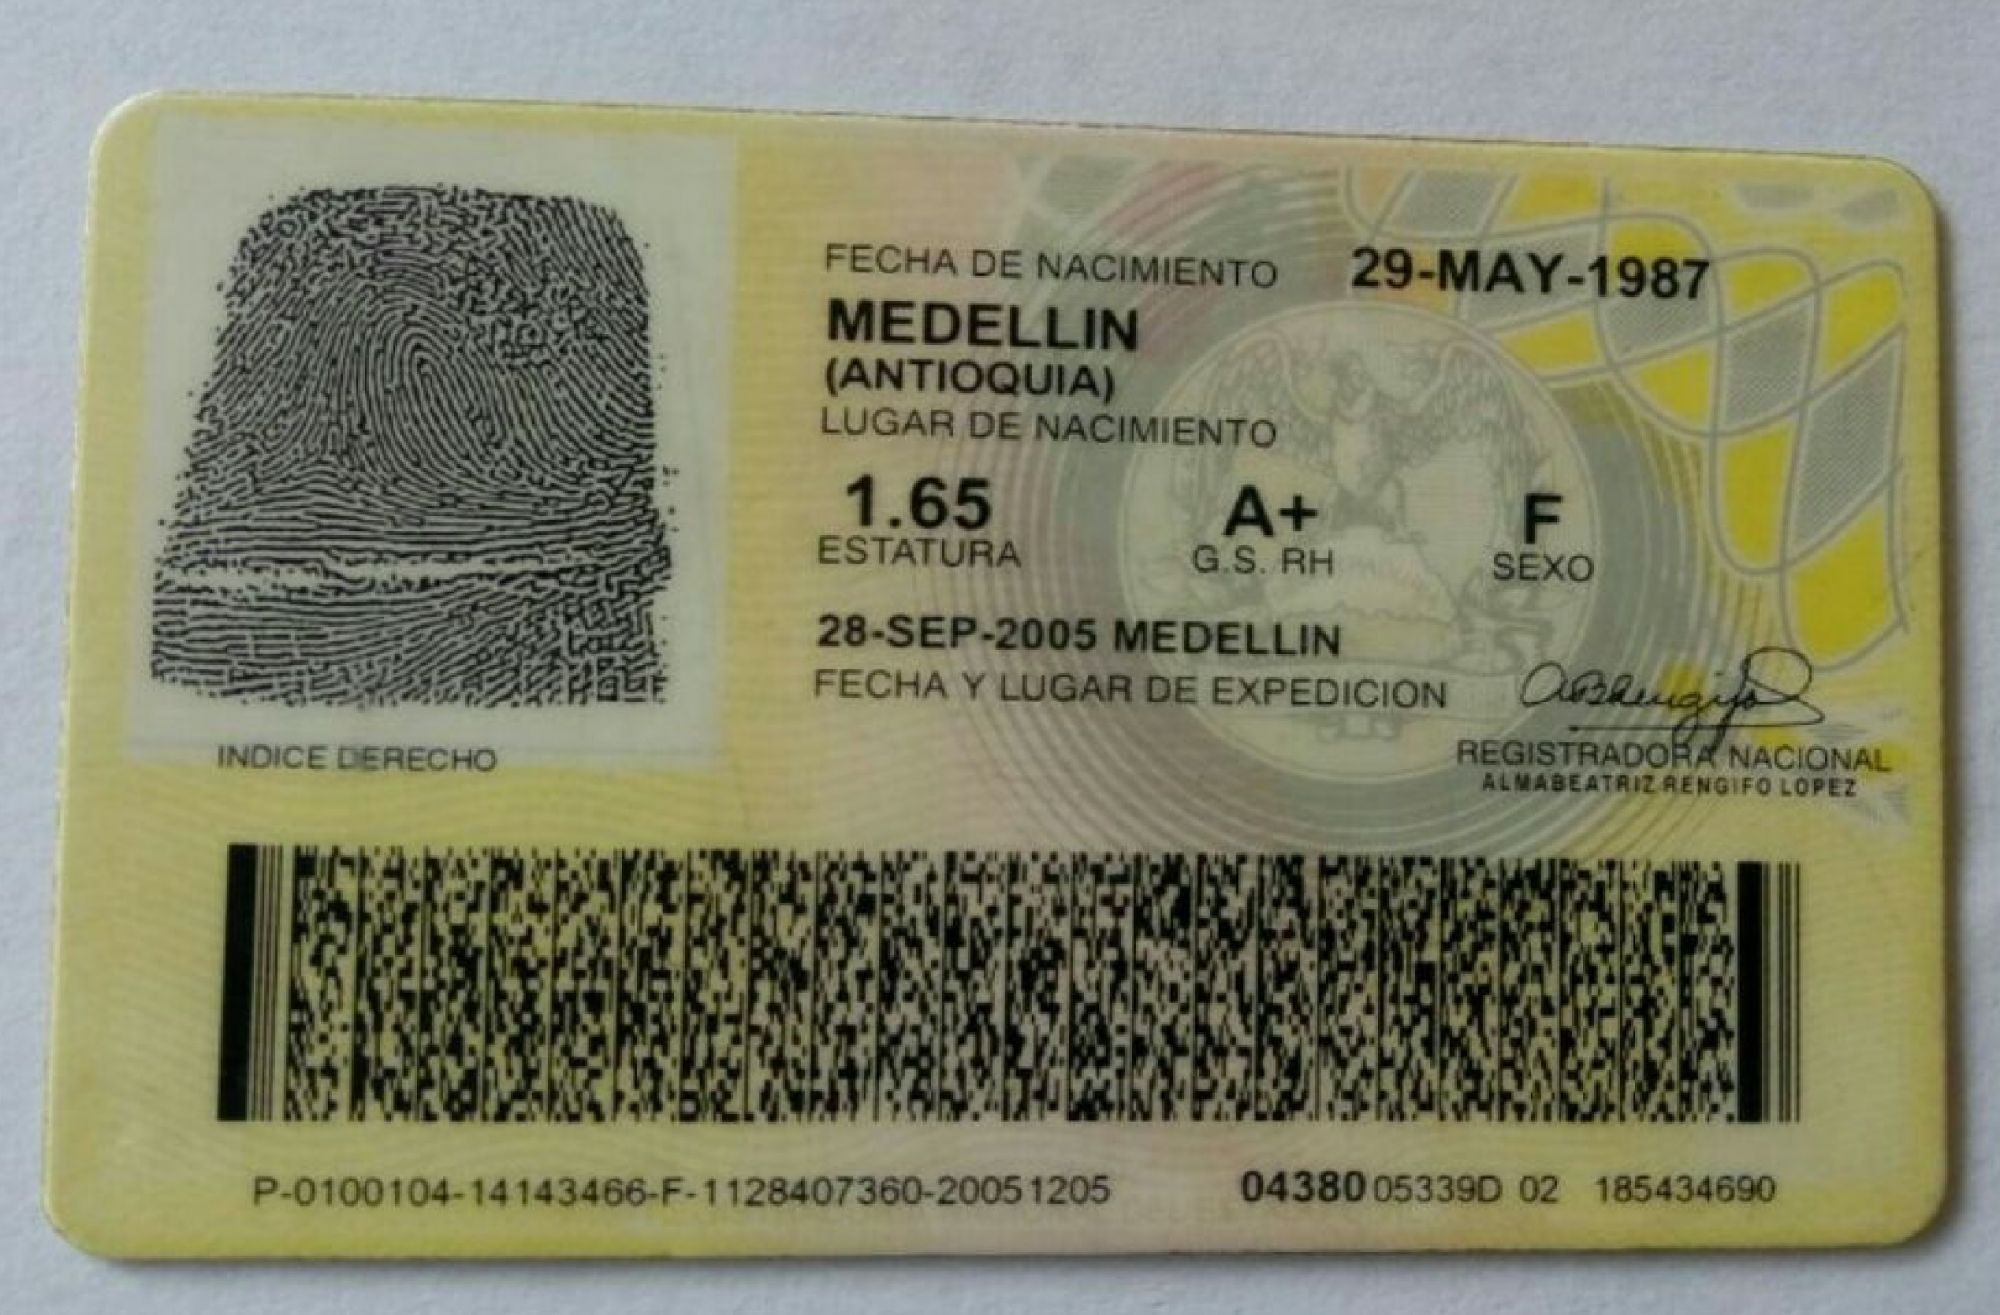 FECHA DE NACIMIENTO 29-MAY-1987
MEDELLIN
(ANTIOQUIA)
LUGAR DE NACIMIENTO
1.65 A+ F
ESTATURA G.S. RH SEXO
28-SEP-2005 MEDELLIN
FECHA Y LUGAR DE EXPEDICION
INDICE DERECHO
REGISTRADORA NACIONAL
ALMABEATRIZ RENGIFO LOPEZ
P-0100104-14143466-F-1128407360-20051205 04380 05339D 02 185434690